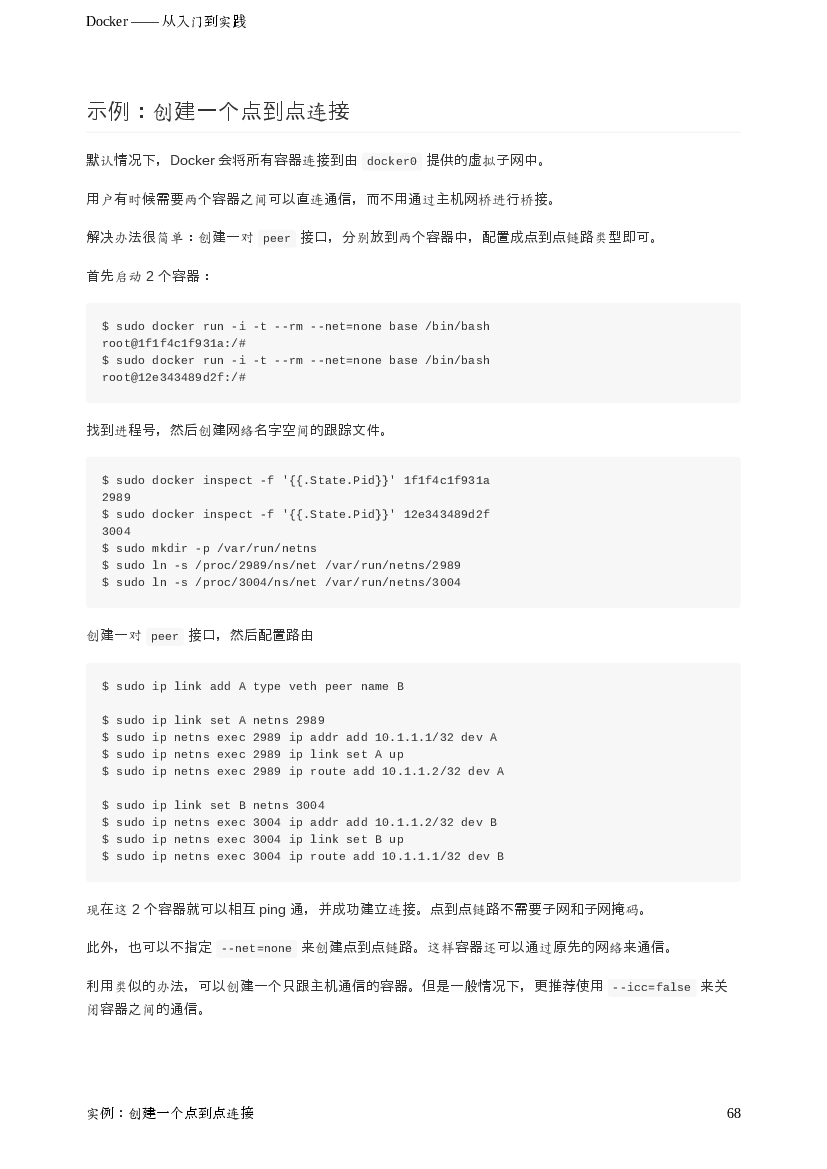 Docker —— 从入门到实践
示例：创建一个点到点连接
默认情况下，Docker 会将所有容器连接到由 docker0 提供的虚拟子网中。
用户有时候需要两个容器之间可以直连通信，而不用通过主机网桥进行桥接。
解决办法很简单：创建一对 peer 接口，分别放到两个容器中，配置成点到点链路类型即可。
首先启动 2 个容器：
$ sudo docker run -i -t --rm --net=none base /bin/bash
root@1f1f4c1f931a:/#
$ sudo docker run -i -t --rm --net=none base /bin/bash
root@12e343489d2f:/#
找到进程号，然后创建网络名字空间的跟踪文件。
$ sudo docker inspect -f '{{.State.Pid}}' 1f1f4c1f931a
2989
$ sudo docker inspect -f '{{.State.Pid}}' 12e343489d2f
3004
$ sudo mkdir -p /var/run/netns
$ sudo ln -s /proc/2989/ns/net /var/run/netns/2989
$ sudo ln -s /proc/3004/ns/net /var/run/netns/3004
创建一对 peer 接口，然后配置路由
$ sudo ip link add A type veth peer name B
$ sudo ip link set A netns 2989
$ sudo ip netns exec 2989 ip addr add 10.1.1.1/32 dev A
$ sudo ip netns exec 2989 ip link set A up
$ sudo ip netns exec 2989 ip route add 10.1.1.2/32 dev A
$ sudo ip link set B netns 3004
$ sudo ip netns exec 3004 ip addr add 10.1.1.2/32 dev B
$ sudo ip netns exec 3004 ip link set B up
$ sudo ip netns exec 3004 ip route add 10.1.1.1/32 dev B
现在这 2 个容器就可以相互 ping 通，并成功建立连接。点到点链路不需要子网和子网掩码。
此外，也可以不指定 --net=none 来创建点到点链路。这样容器还可以通过原先的网络来通信。
利用类似的办法，可以创建一个只跟主机通信的容器。但是一般情况下，更推荐使用 --icc=false 来关
闭容器之间的通信。
实例：创建一个点到点连接
68